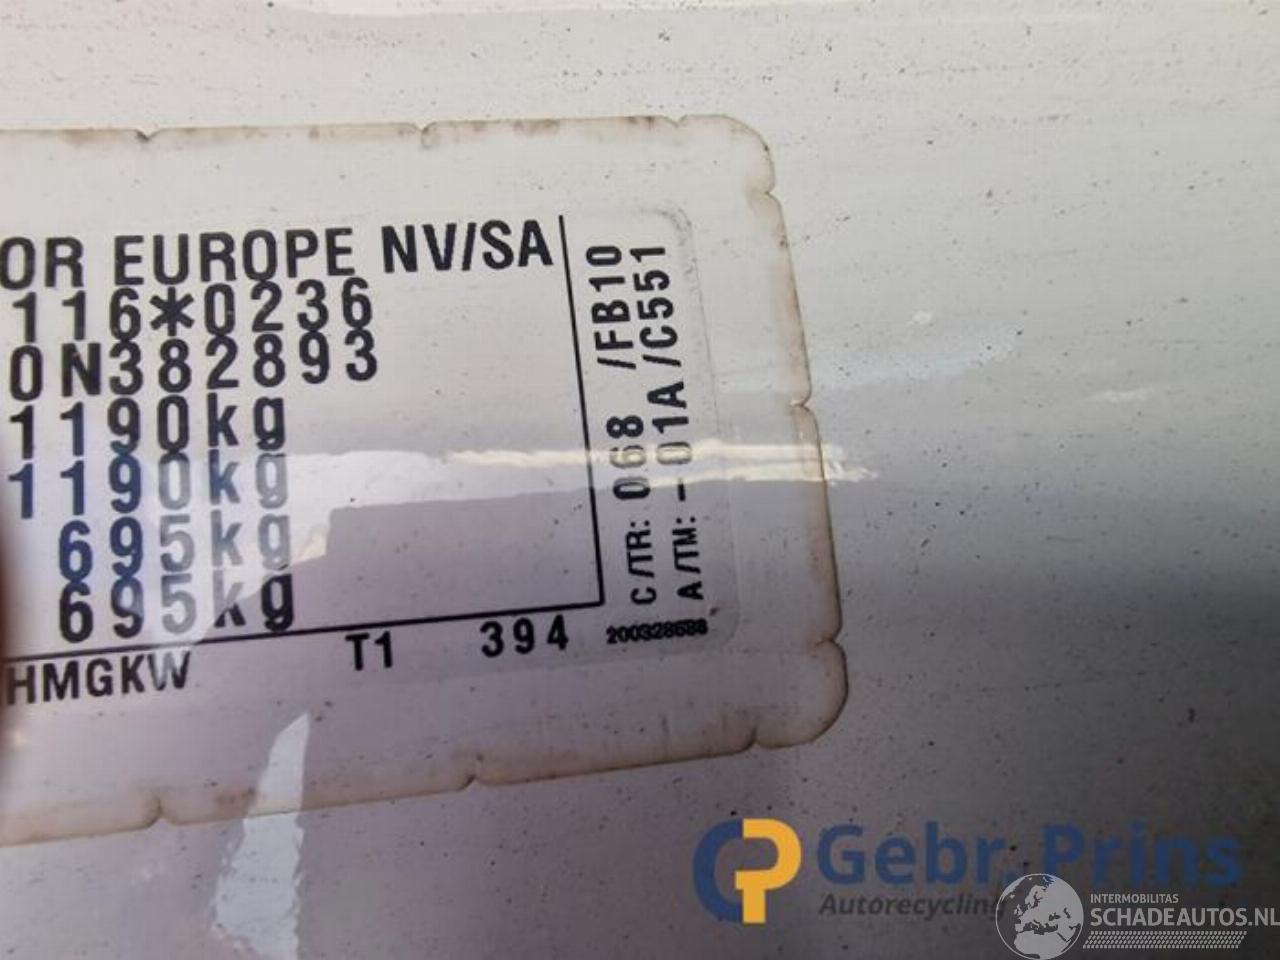 OR EUROPE NV/SA
116*0236
0N382893
1190kg
1190kg
695kg
695kg
HMGKW T1 394
C/TR: 068 /FB10
A/TM: -01A /C551
Gebr. Prins
Autorecycling
INTERMOBILITAS
SCHADEAUTOS.NL